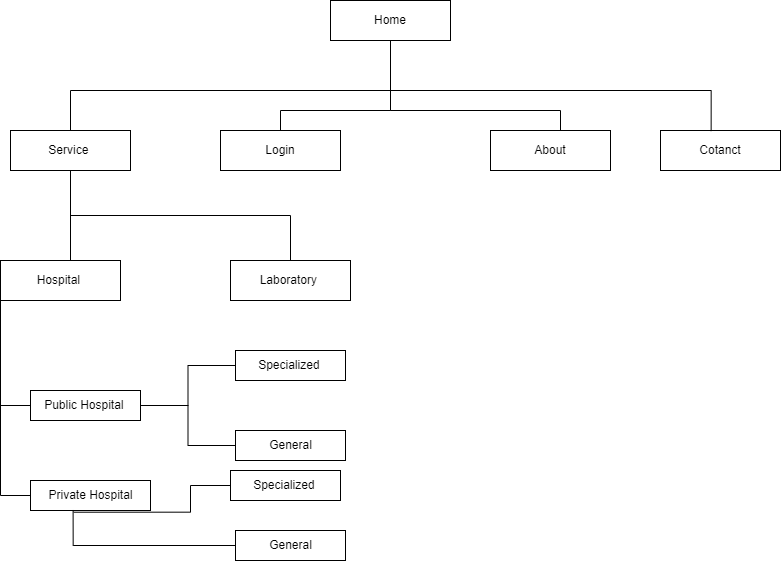 Home
Service
Login
About
Cotanct
Hospital
Laboratory
Specialized
Public Hospital
General
Specialized
Private Hospital
General